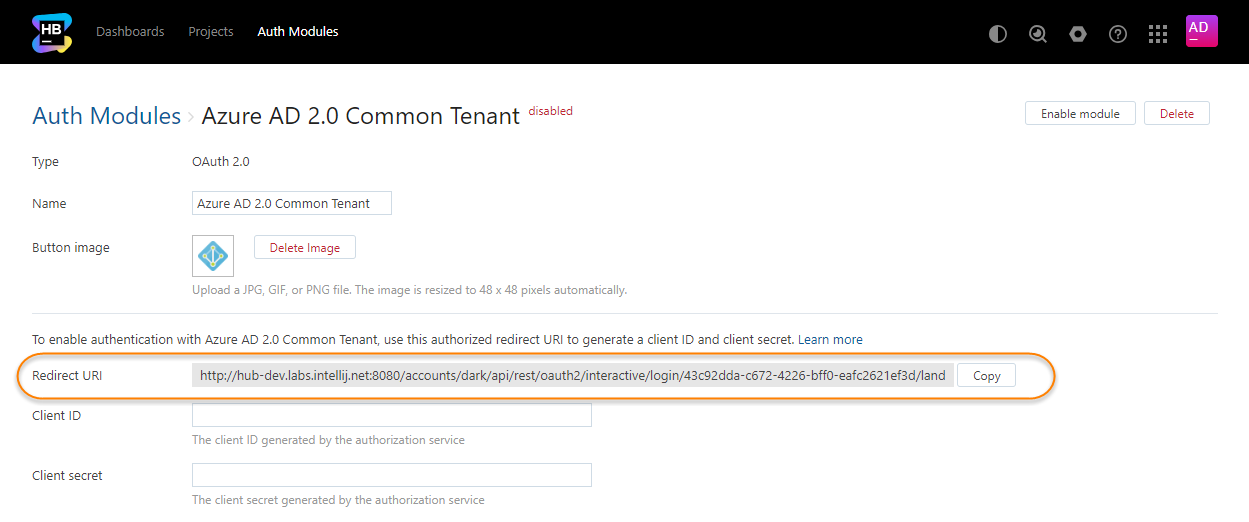 HB Dashboards Projects Auth Modules AD
Auth Modules › Azure AD 2.0 Common Tenant disabled Enable module Delete
Type OAuth 2.0
Name Azure AD 2.0 Common Tenant
Button image Delete Image
Upload a JPG, GIF, or PNG file. The image is resized to 48 x 48 pixels automatically.
To enable authentication with Azure AD 2.0 Common Tenant, use this authorized redirect URI to generate a client ID and client secret. Learn more
Redirect URI http://hub-dev.labs.intellij.net:8080/accounts/dark/api/rest/oauth2/interactive/login/43c92dda-c672-4226-bff0-eafc2621ef3d/land Copy
Client ID
The client ID generated by the authorization service
Client secret
The client secret generated by the authorization service